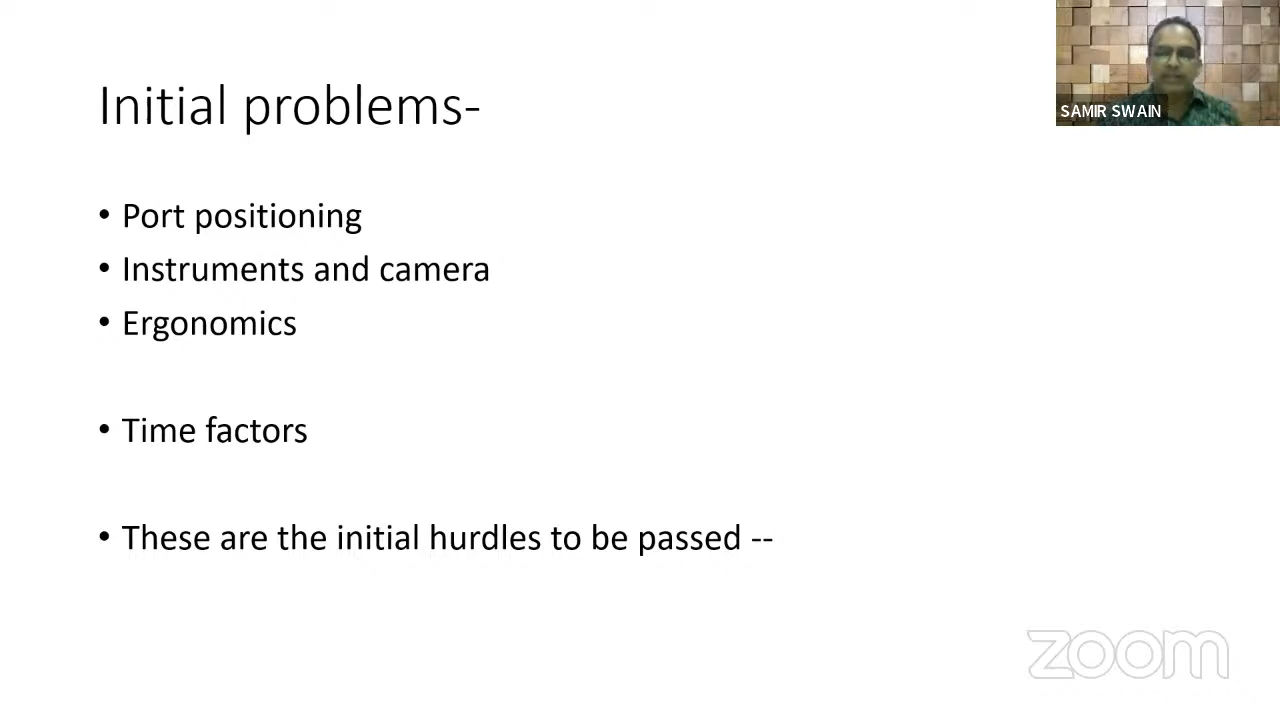 Initial problems-
SAMIR SWAIN
• Port positioning
• Instruments and camera
• Ergonomics
• Time factors
• These are the initial hurdles to be passed --
zoom